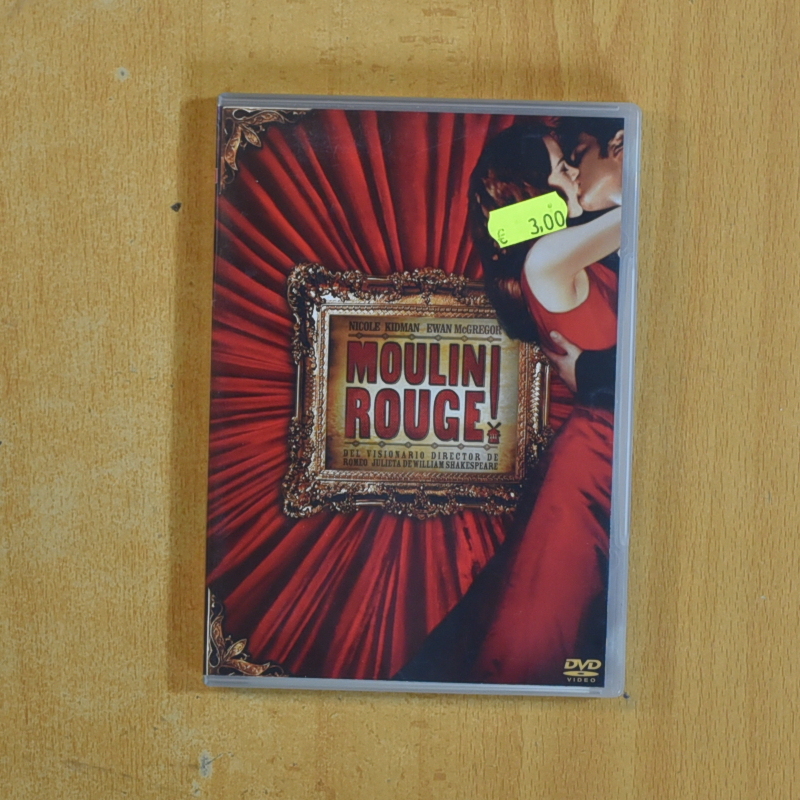 € 3,00
NICOLE KIDMAN EWAN McGREGOR
MOULIN
ROUGE!
DEL VISIONARIO DIRECTOR DE
ROMEO JULIETA DE WILLIAM SHAKESPEARE
DVD
VIDEO